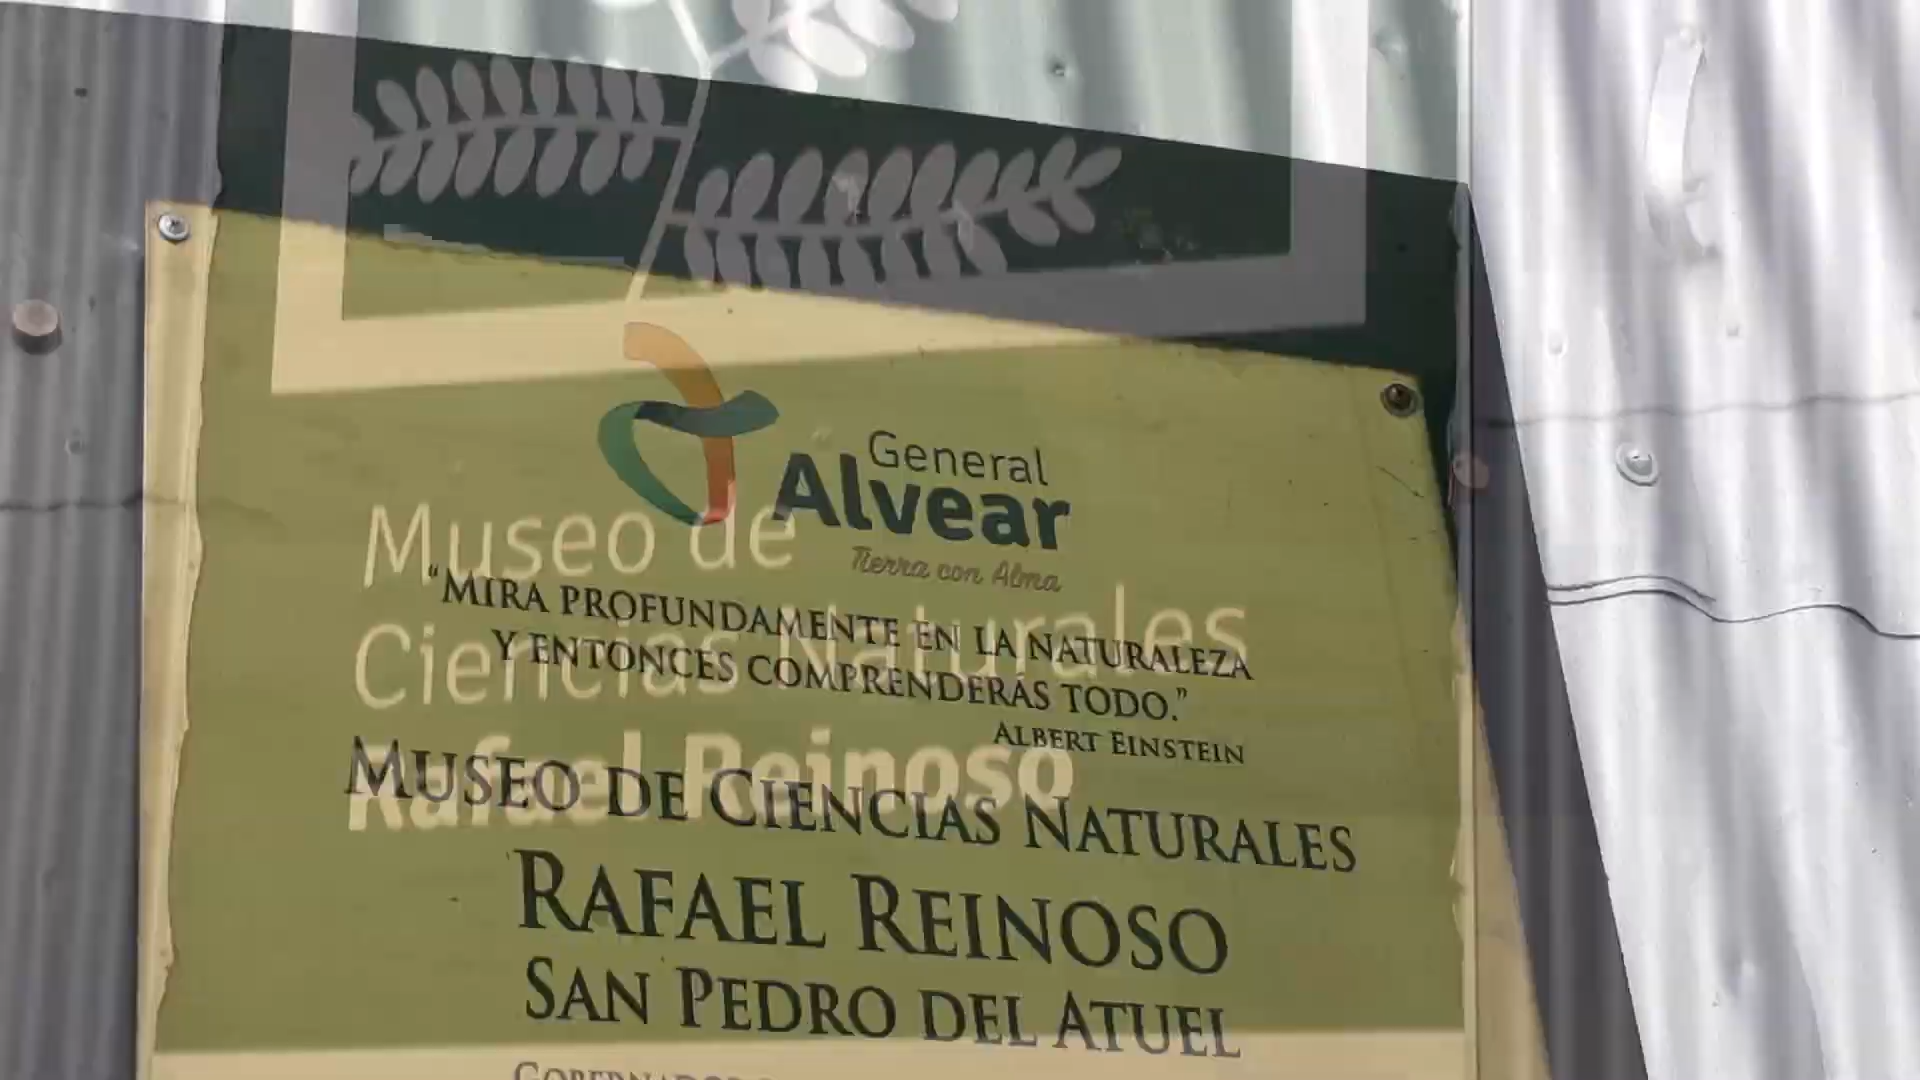 General
Alvear
Tierra con Alma
Museo de
Ciencias Naturales
Rafael Reinoso
“MIRA PROFUNDAMENTE EN LA NATURALEZA
Y ENTONCES COMPRENDERÁS TODO.”
ALBERT EINSTEIN
MUSEO DE CIENCIAS NATURALES
RAFAEL REINOSO
SAN PEDRO DEL ATUEL